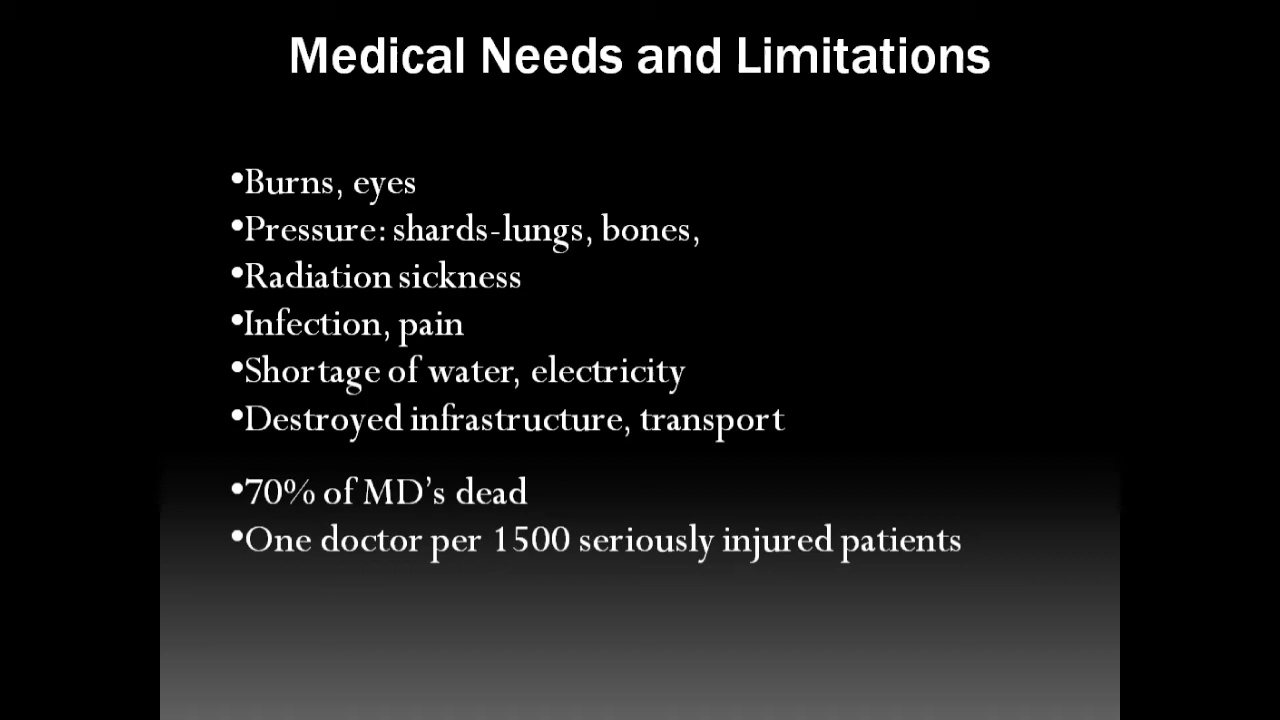 Medical Needs and Limitations
•Burns, eyes
•Pressure: shards-lungs, bones,
•Radiation sickness
•Infection, pain
•Shortage of water, electricity
•Destroyed infrastructure, transport
•70% of MD’s dead
•One doctor per 1500 seriously injured patients